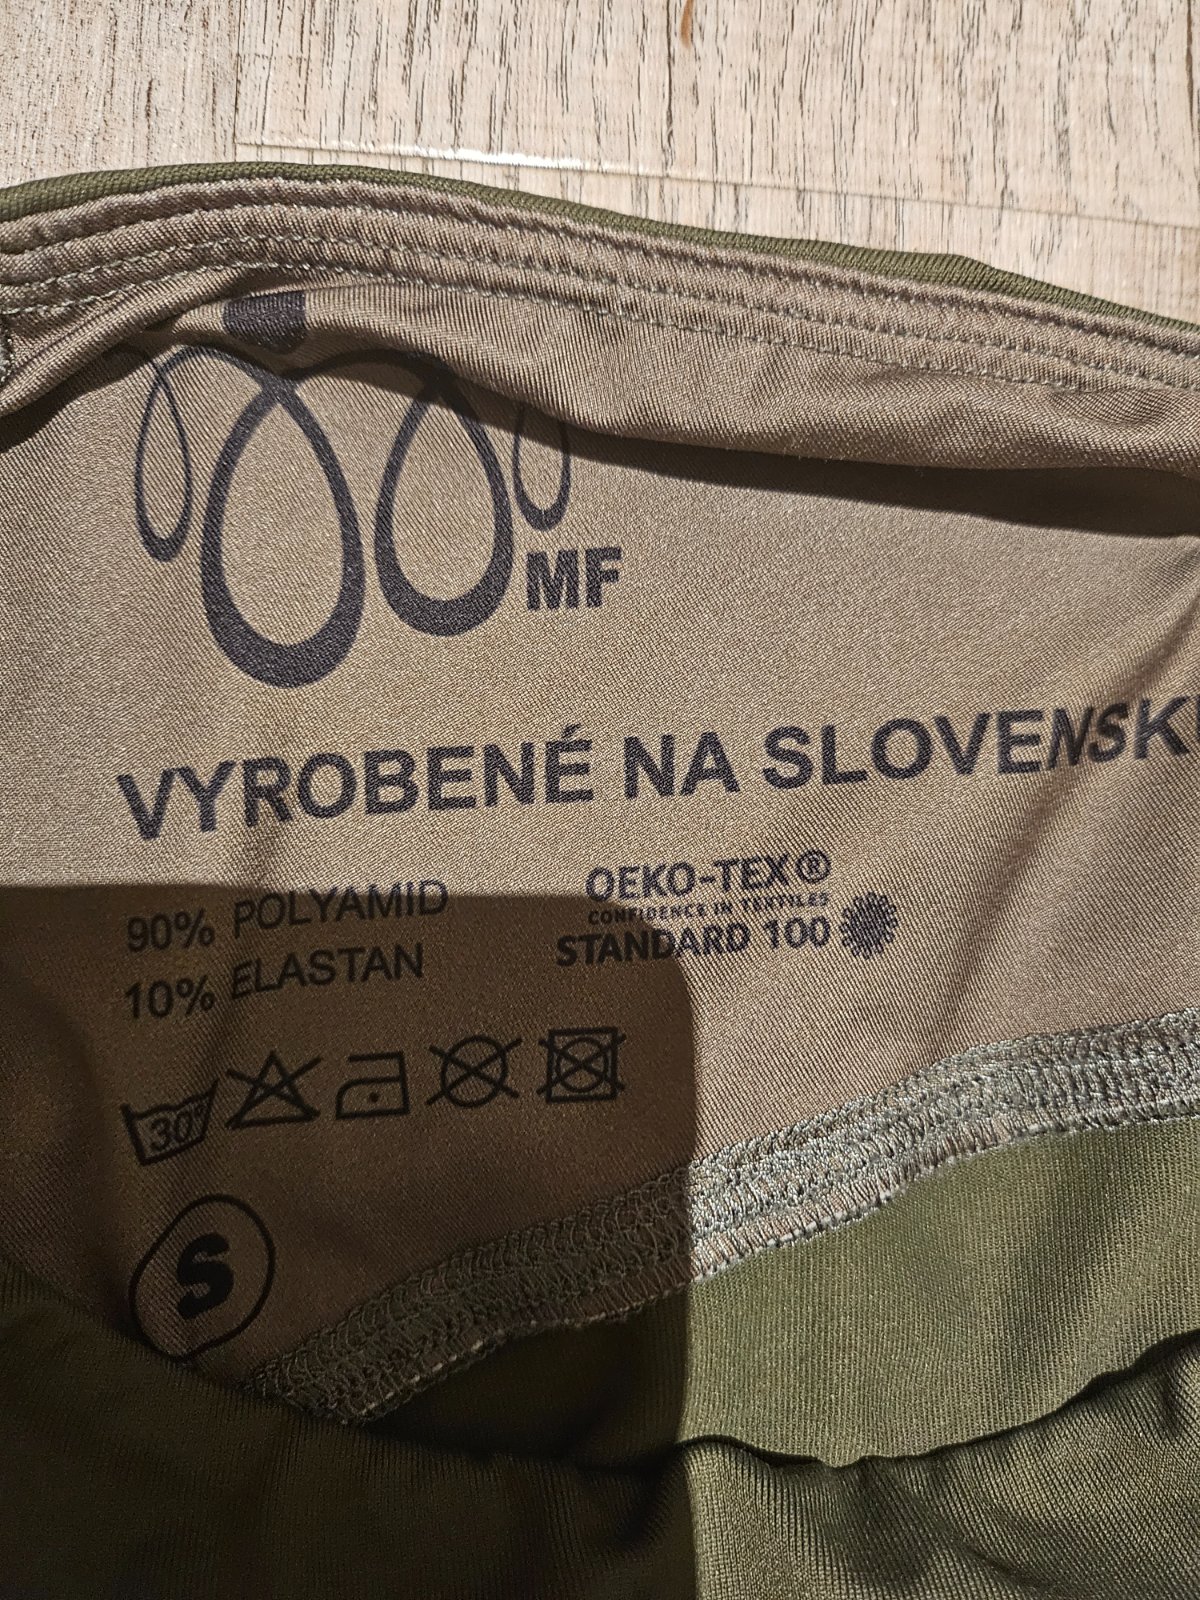 MF
VYROBENÉ NA SLOVENSK
90% POLYAMID
10% ELASTAN
OEKO-TEX®
CONFIDENCE IN TEXTILES
STANDARD 100
30°
S